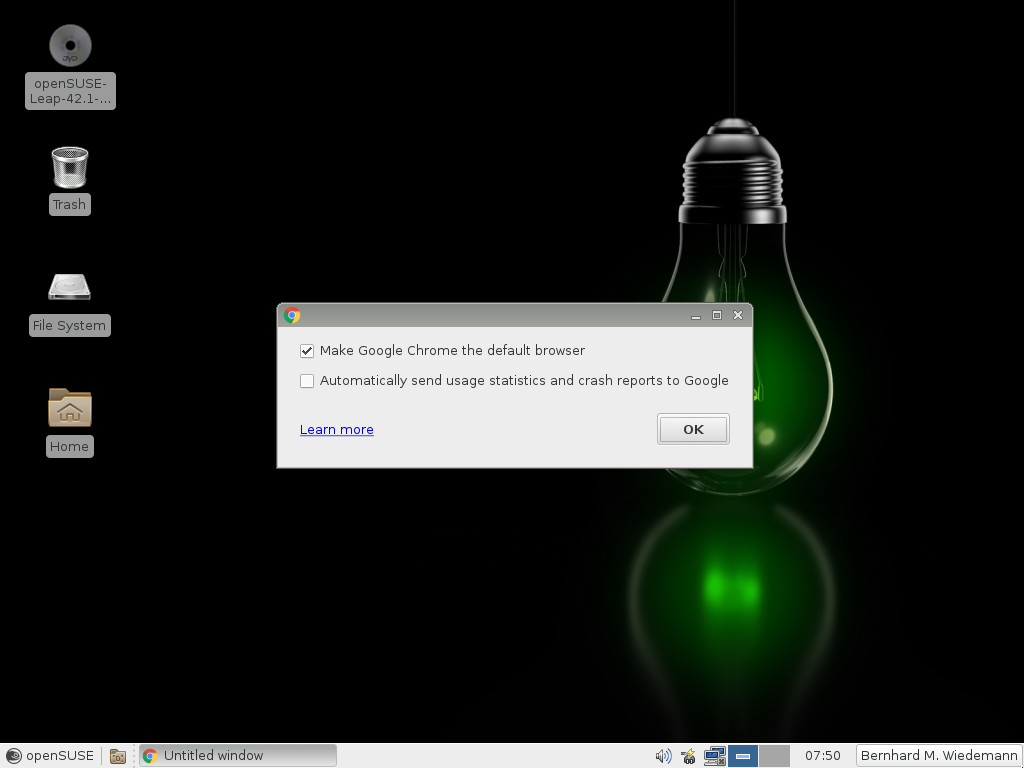 openSUSE-
Leap-42.1-...
Trash
File System
Home
Make Google Chrome the default browser
Automatically send usage statistics and crash reports to Google
Learn more
OK
openSUSE
Untitled window
07:50
Bernhard M. Wiedemann